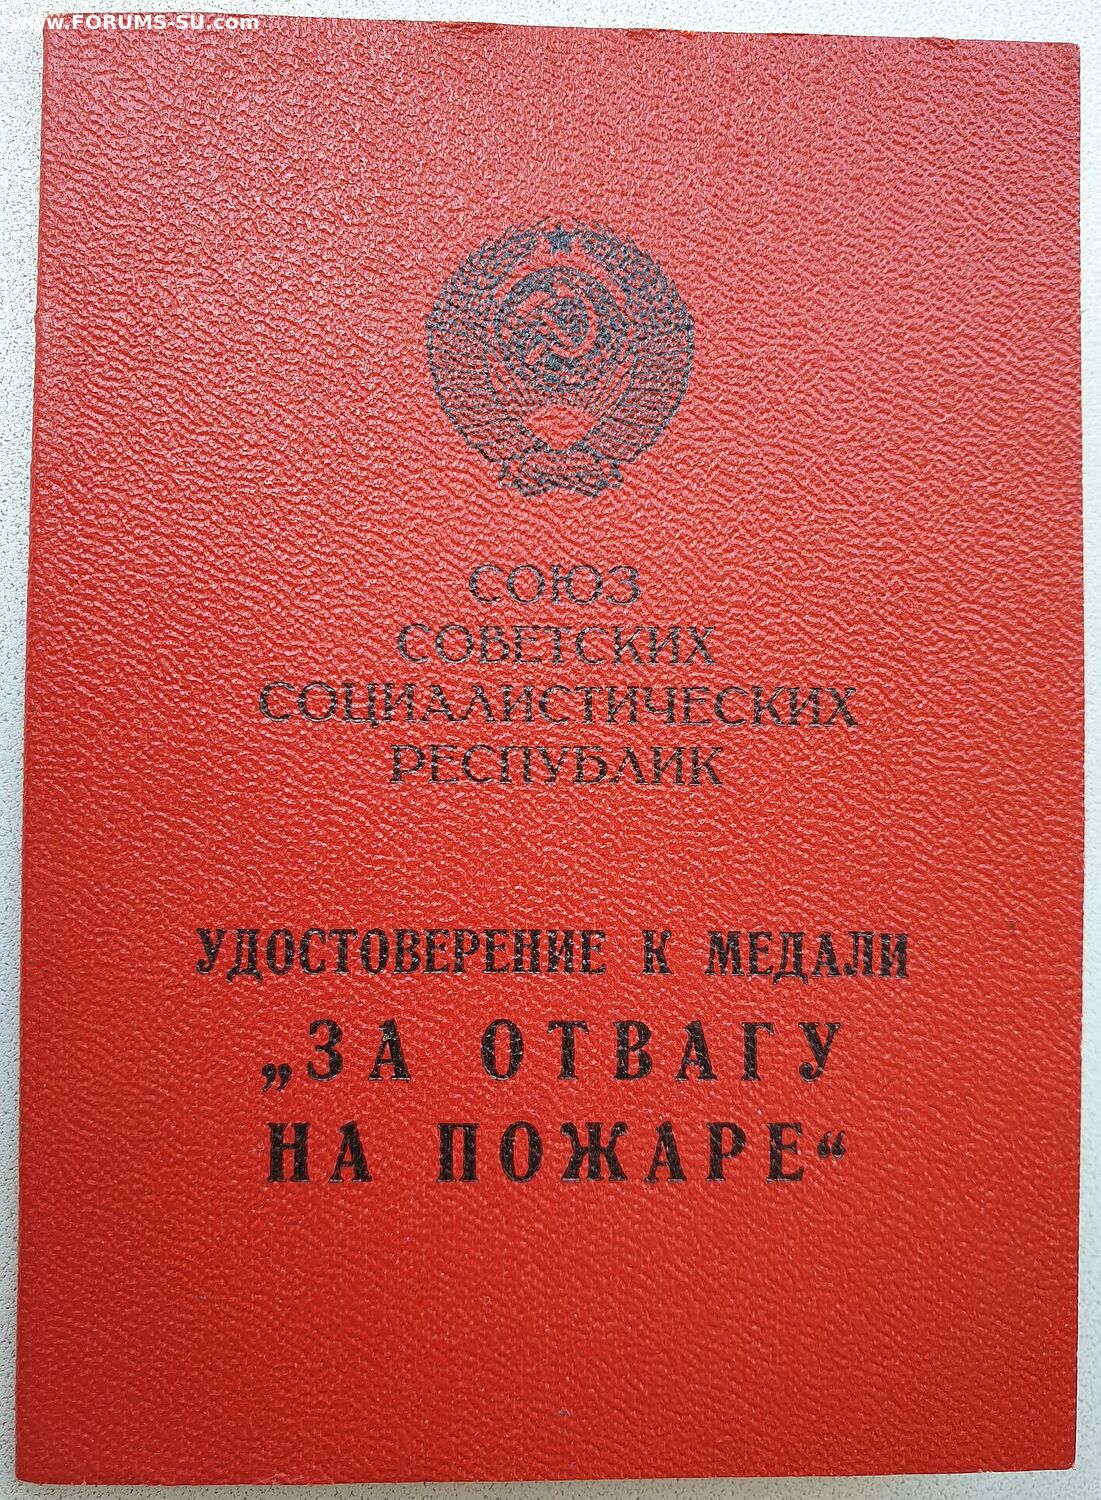 www.FORUMS-SU.com
СОЮЗ
СОВЕТСКИХ
СОЦИАЛИСТИЧЕСКИХ
РЕСПУБЛИК
УДОСТОВЕРЕНИЕ К МЕДАЛИ
„ЗА ОТВАГУ
НА ПОЖАРЕ“